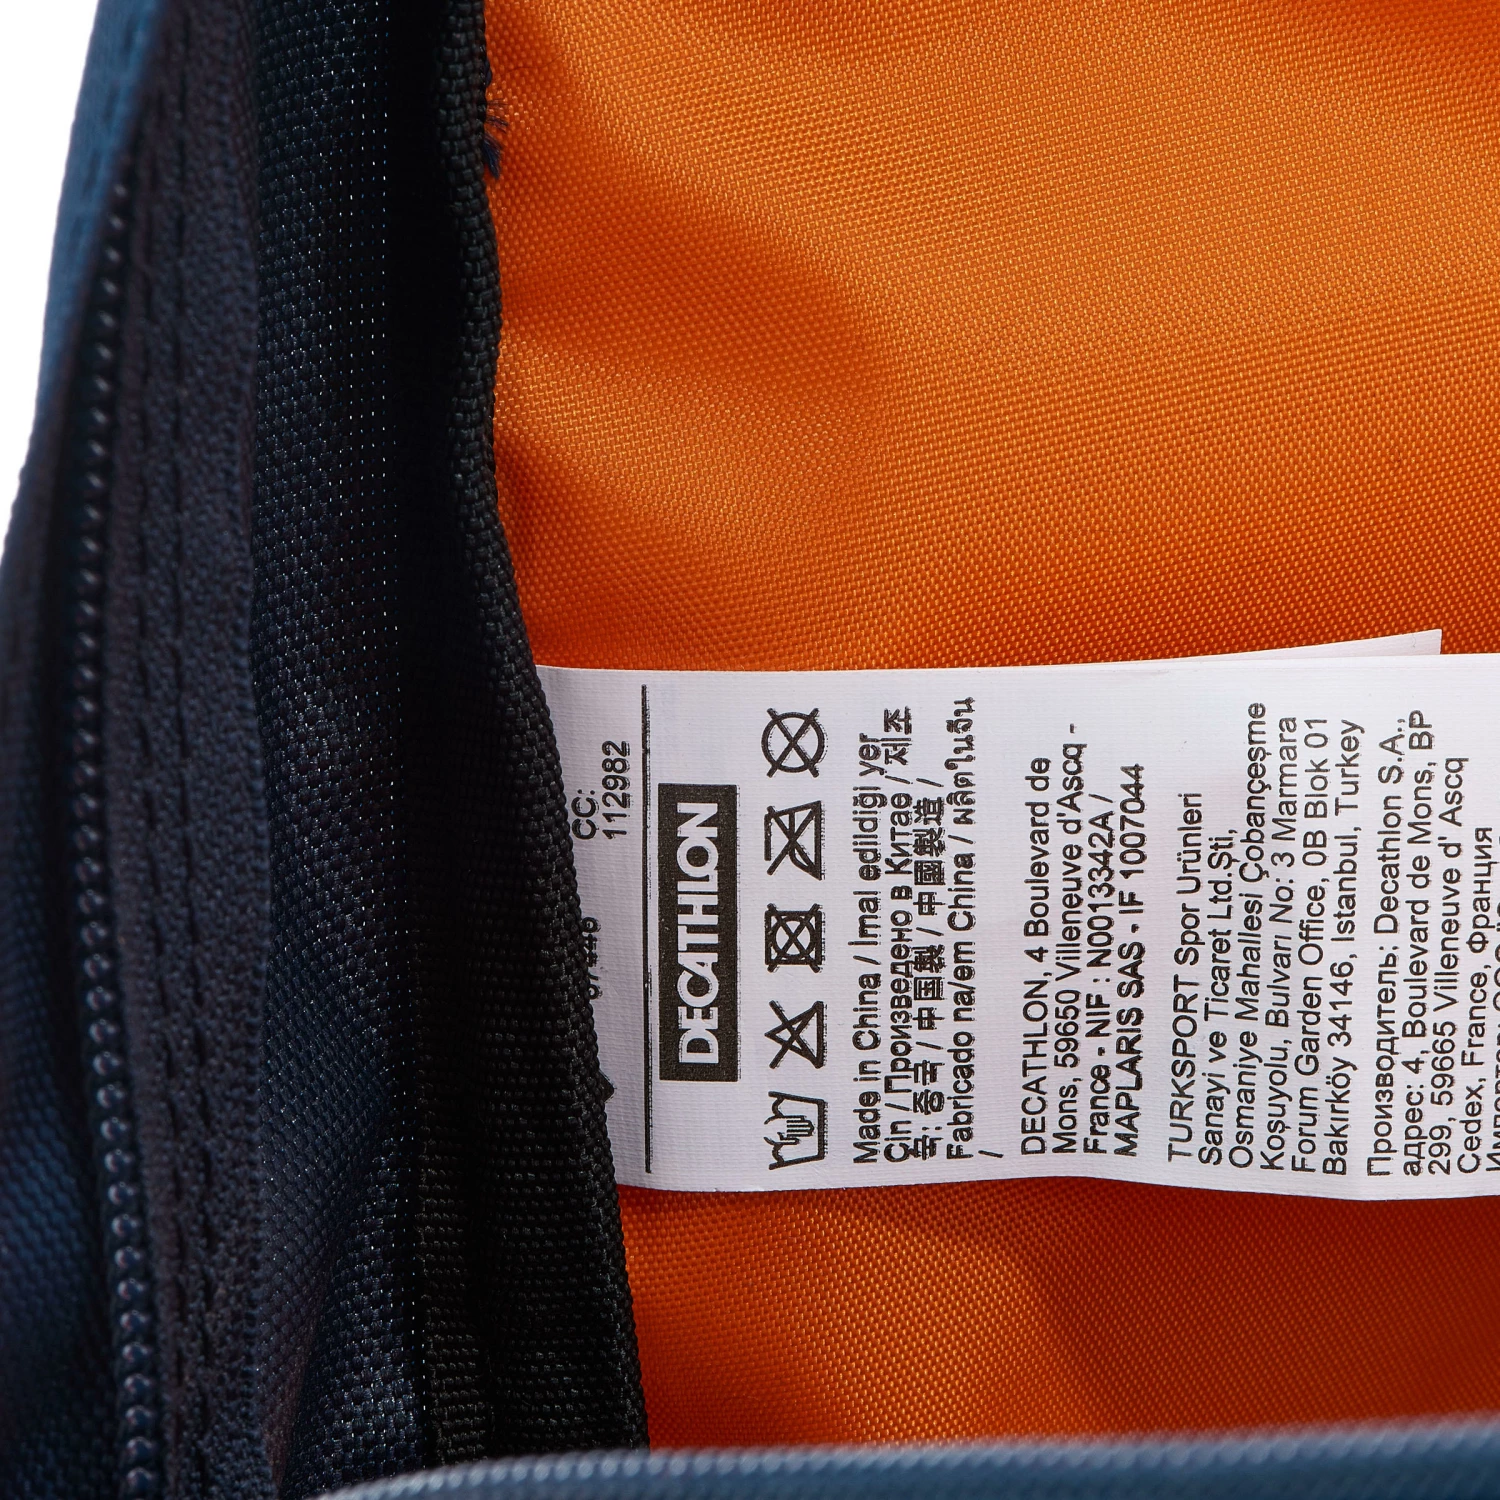 CC:
112982
DECATHLON
Made in China / Imal edildiği yer
Çin / Произведено в Китае / 제조
국: 중국 / 中国製 / 中國製造 /
Fabricado na/em China / ผลิตในจีน
/
DECATHLON, 4 Boulevard de
Mons, 59650 Villeneuve d'Ascq -
France - NIF : N0013342A /
MAPLARIS SAS - IF 1007044
TURKSPORT Spor Ürünleri
Sanayi ve Ticaret Ltd.Şti,
Osmaniye Mahallesi Çobançeşme
Koşuyolu, Bulvarı No: 3 Marmara
Forum Garden Office, 0B Blok 01
Bakırköy 34146, Istanbul, Turkey
Производитель: Decathlon S.A.,
адрес: 4, Boulevard de Mons, BP
299, 59665 Villeneuve d' Ascq
Cedex, France, Франция